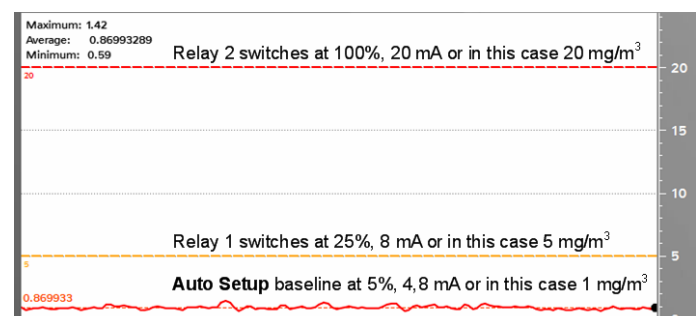 Maximum: 1.42
Average: 0.86993289
Minimum: 0.59
Relay 2 switches at 100%, 20 mA or in this case 20 mg/m³
20
20
15
10
Relay 1 switches at 25%, 8 mA or in this case 5 mg/m³
5
5
Auto Setup baseline at 5%, 4,8 mA or in this case 1 mg/m³
0.869933